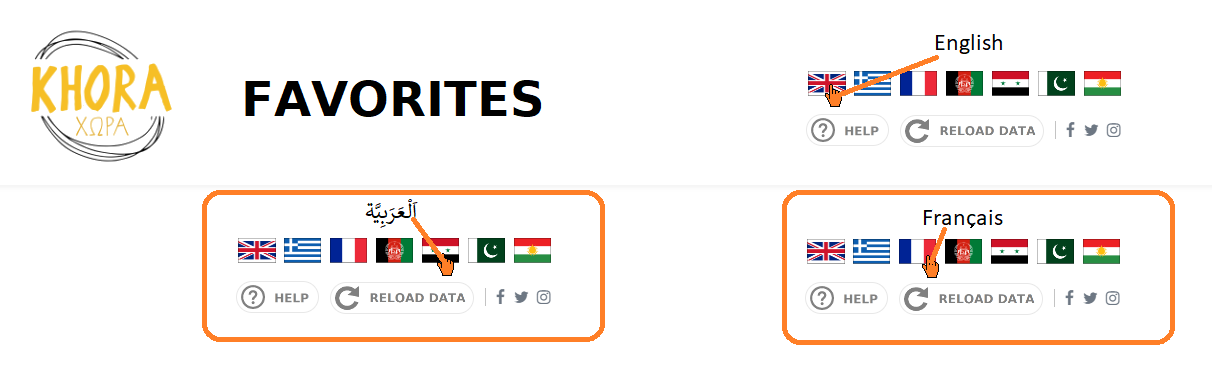 KHORA
ΧΩΡΑ
FAVORITES
English
HELP
RELOAD DATA
اَلْعَرَبِيَّة
HELP
RELOAD DATA
Français
HELP
RELOAD DATA